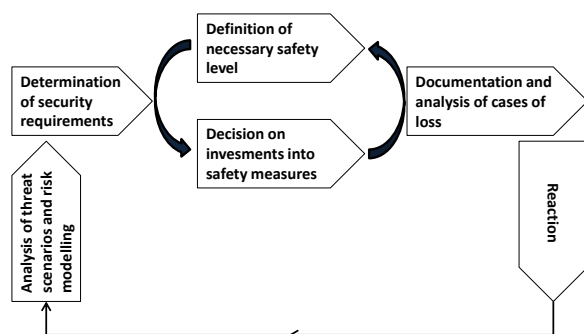 Definition of
necessary safety
level
Determination
of security
requirements
Documentation and
analysis of cases of
loss
Decision on
invesments into
safety measures
Analysis of threat
scenarios and risk
modelling
Reaction